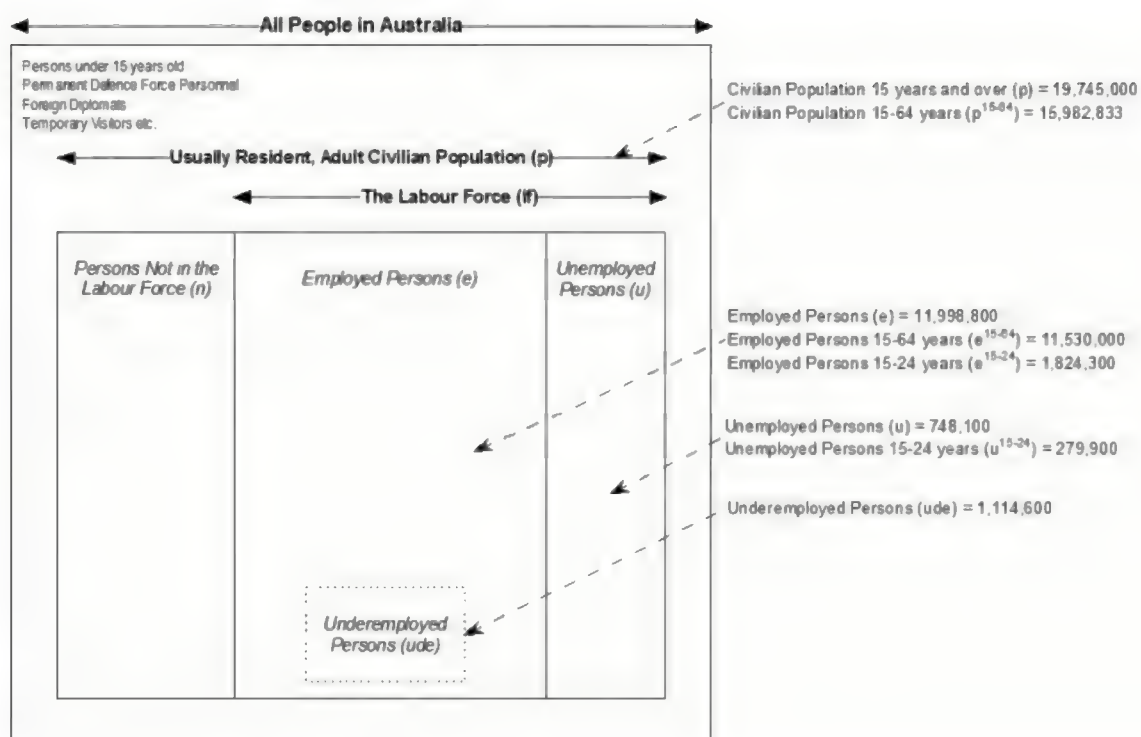 All People in Australia
Persons under 15 years old
Permanent Defence Force Personnel
Foreign Diplomats
Temporary Visitors etc.
Civilian Population 15 years and over (p) = 19,745,000
Civilian Population 15-64 years (p¹⁵⁻⁶⁴) = 15,982,833
Usually Resident, Adult Civilian Population (p)
The Labour Force (lf)
Persons Not in the
Labour Force (n)
Employed Persons (e)
Unemployed
Persons (u)
Employed Persons (e) = 11,998,800
Employed Persons 15-64 years (e¹⁵⁻⁶⁴) = 11,530,000
Employed Persons 15-24 years (e¹⁵⁻²⁴) = 1,824,300
Unemployed Persons (u) = 748,100
Unemployed Persons 15-24 years (u¹⁵⁻²⁴) = 279,900
Underemployed Persons (ude) = 1,114,600
Underemployed
Persons (ude)